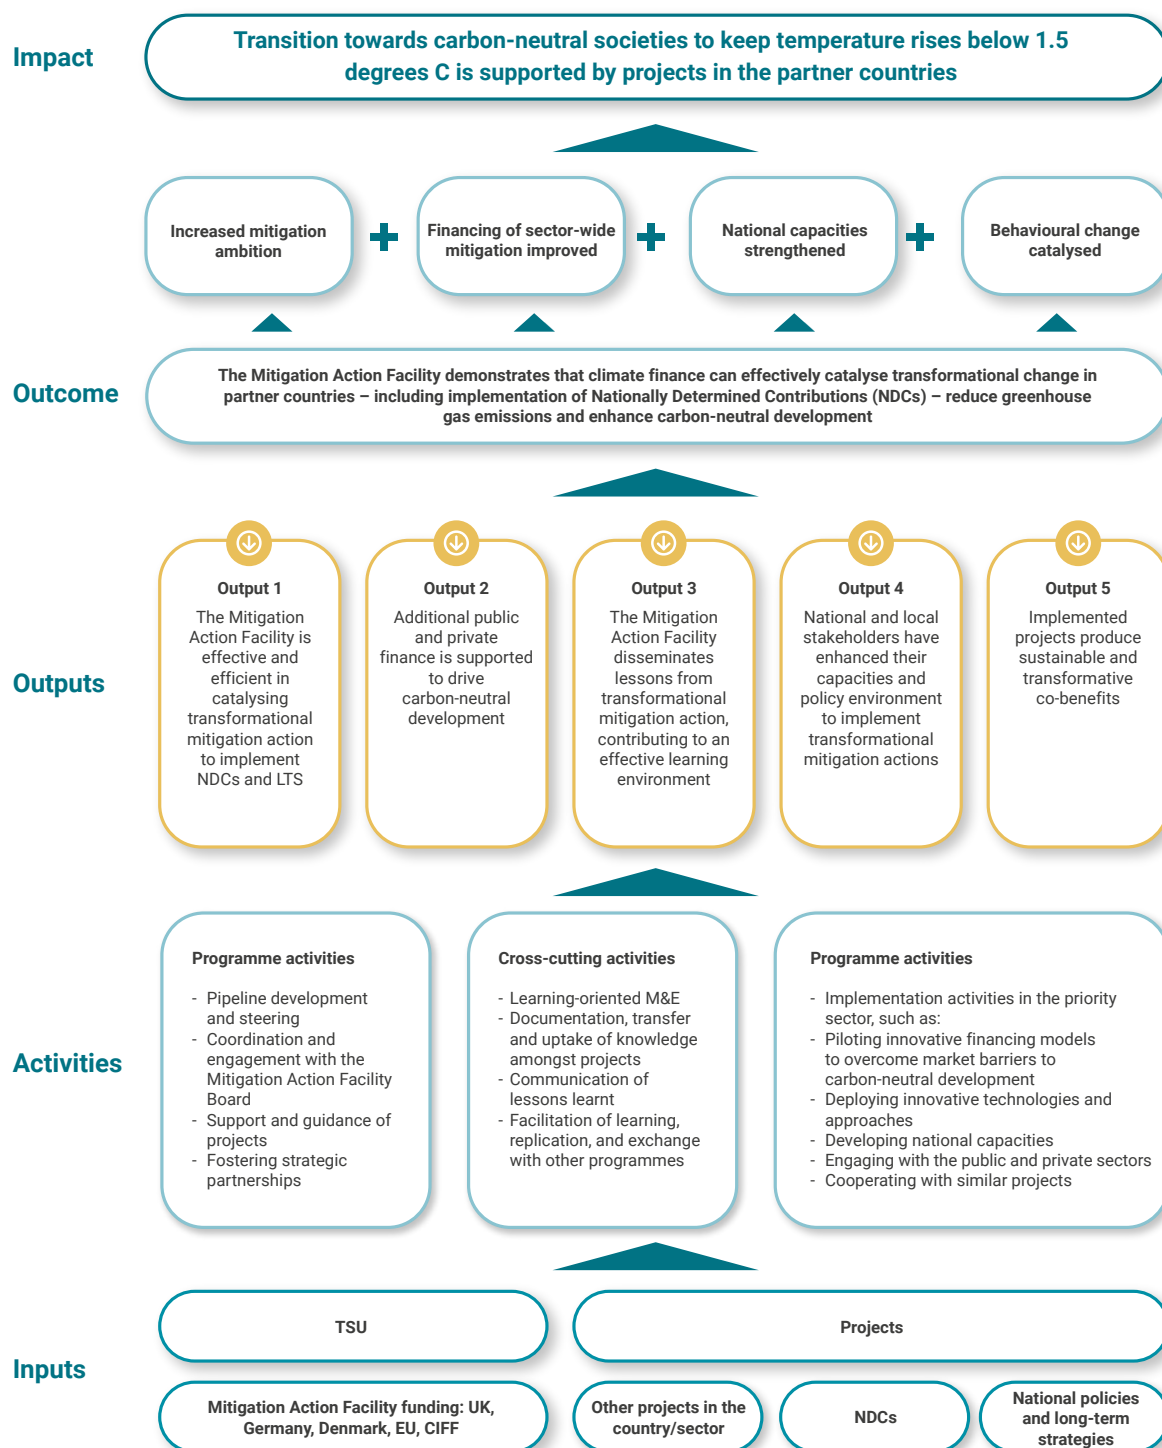 Impact
Transition towards carbon-neutral societies to keep temperature rises below 1.5
degrees C is supported by projects in the partner countries
Increased mitigation
ambition
Financing of sector-wide
mitigation improved
National capacities
strengthened
Behavioural change
catalysed
Outcome
The Mitigation Action Facility demonstrates that climate finance can effectively catalyse transformational change in
partner countries – including implementation of Nationally Determined Contributions (NDCs) – reduce greenhouse
gas emissions and enhance carbon-neutral development
Outputs
Output 1
The Mitigation
Action Facility is
effective and
efficient in
catalysing
transformational
mitigation action
to implement
NDCs and LTS
Output 2
Additional public
and private
finance is supported
to drive
carbon-neutral
development
Output 3
The Mitigation
Action Facility
disseminates
lessons from
transformational
mitigation action,
contributing to an
effective learning
environment
Output 4
National and local
stakeholders have
enhanced their
capacities and
policy environment
to implement
transformational
mitigation actions
Output 5
Implemented
projects produce
sustainable and
transformative
co-benefits
Activities
Programme activities
- Pipeline development
and steering
- Coordination and
engagement with the
Mitigation Action Facility
Board
- Support and guidance of
projects
- Fostering strategic
partnerships
Cross-cutting activities
- Learning-oriented M&E
- Documentation, transfer
and uptake of knowledge
amongst projects
- Communication of
lessons learnt
- Facilitation of learning,
replication, and exchange
with other programmes
Programme activities
- Implementation activities in the priority
sector, such as:
- Piloting innovative financing models
to overcome market barriers to
carbon-neutral development
- Deploying innovative technologies and
approaches
- Developing national capacities
- Engaging with the public and private sectors
- Cooperating with similar projects
Inputs
TSU
Projects
Mitigation Action Facility funding: UK,
Germany, Denmark, EU, CIFF
Other projects in the
country/sector
NDCs
National policies
and long-term
strategies